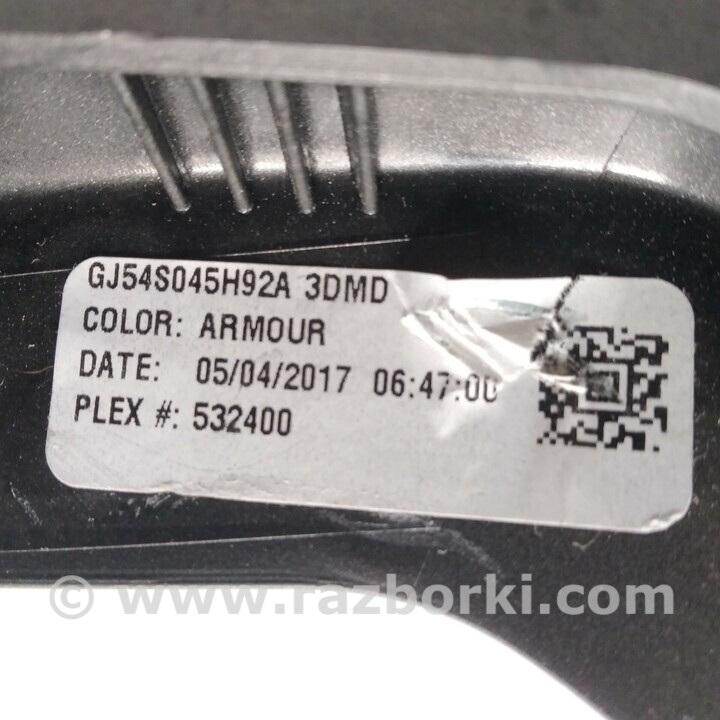 GJ54S045H92A 3DMD
COLOR: ARMOUR
DATE: 05/04/2017 06:47:00
PLEX #: 532400
© www.razborki.com